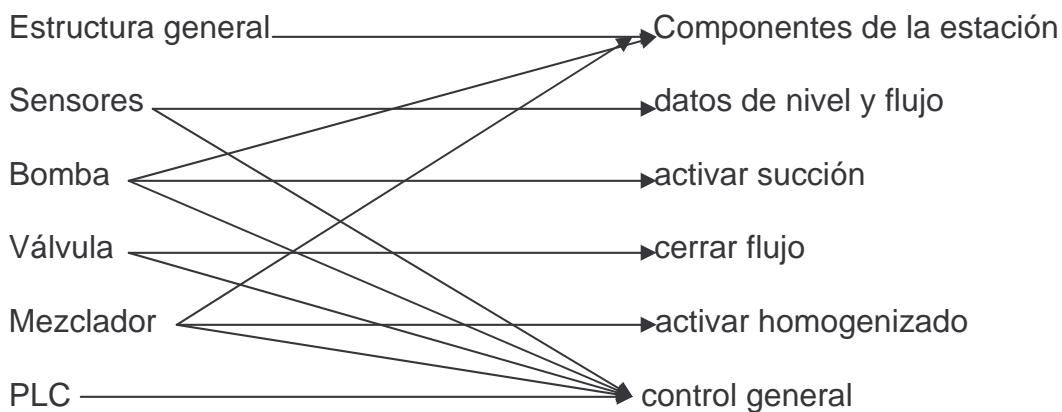 Estructura general Componentes de la estación
Sensores datos de nivel y flujo
Bomba activar succión
Válvula cerrar flujo
Mezclador activar homogenizado
PLC control general